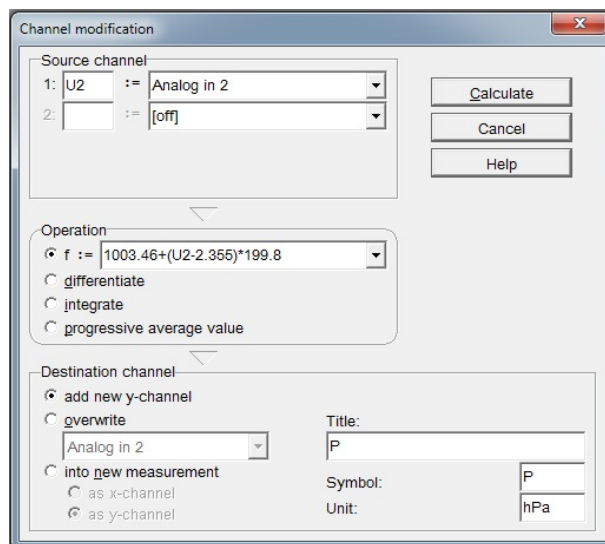 Channel modification
Source channel
1: U2 := Analog in 2
2: := [off]
Calculate
Cancel
Help
Operation
f := 1003.46+(U2-2.355)*199.8
differentiate
integrate
progressive average value
Destination channel
add new y-channel
overwrite
Analog in 2
into new measurement
as x-channel
as y-channel
Title:
P
Symbol: P
Unit: hPa